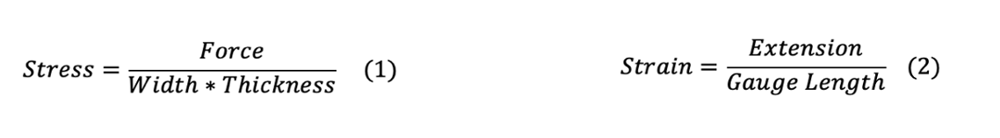 Stress = Force / Width * Thickness (1)
Strain = Extension / Gauge Length (2)